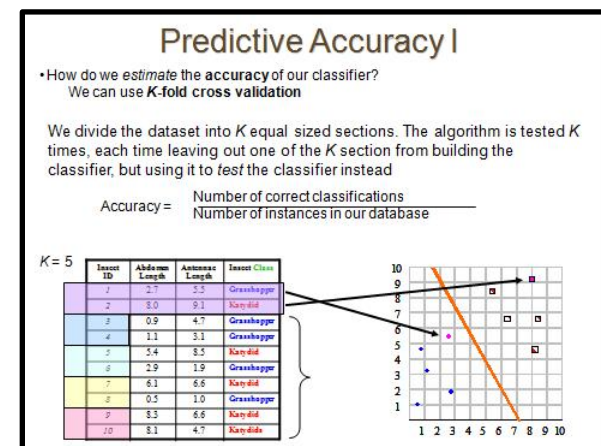 Predictive Accuracy I
•How do we estimate the accuracy of our classifier?
We can use K-fold cross validation
We divide the dataset into K equal sized sections. The algorithm is tested K
times, each time leaving out one of the K section from building the
classifier, but using it to test the classifier instead
Accuracy =
Number of correct classifications
Number of instances in our database
K = 5
Insect ID Abdomen Length Antennae Length Insect Class
1 2.7 5.5 Grasshopper
2 8.0 9.1 Katydid
3 0.9 4.7 Grasshopper
4 1.1 3.1 Grasshopper
5 5.4 8.5 Katydid
6 2.9 1.9 Grasshopper
7 6.1 6.6 Katydid
8 0.5 1.0 Grasshopper
9 8.3 6.6 Katydid
10 8.1 4.7 Katydids
10
9
8
7
6
5
4
3
2
1
1 2 3 4 5 6 7 8 9 10